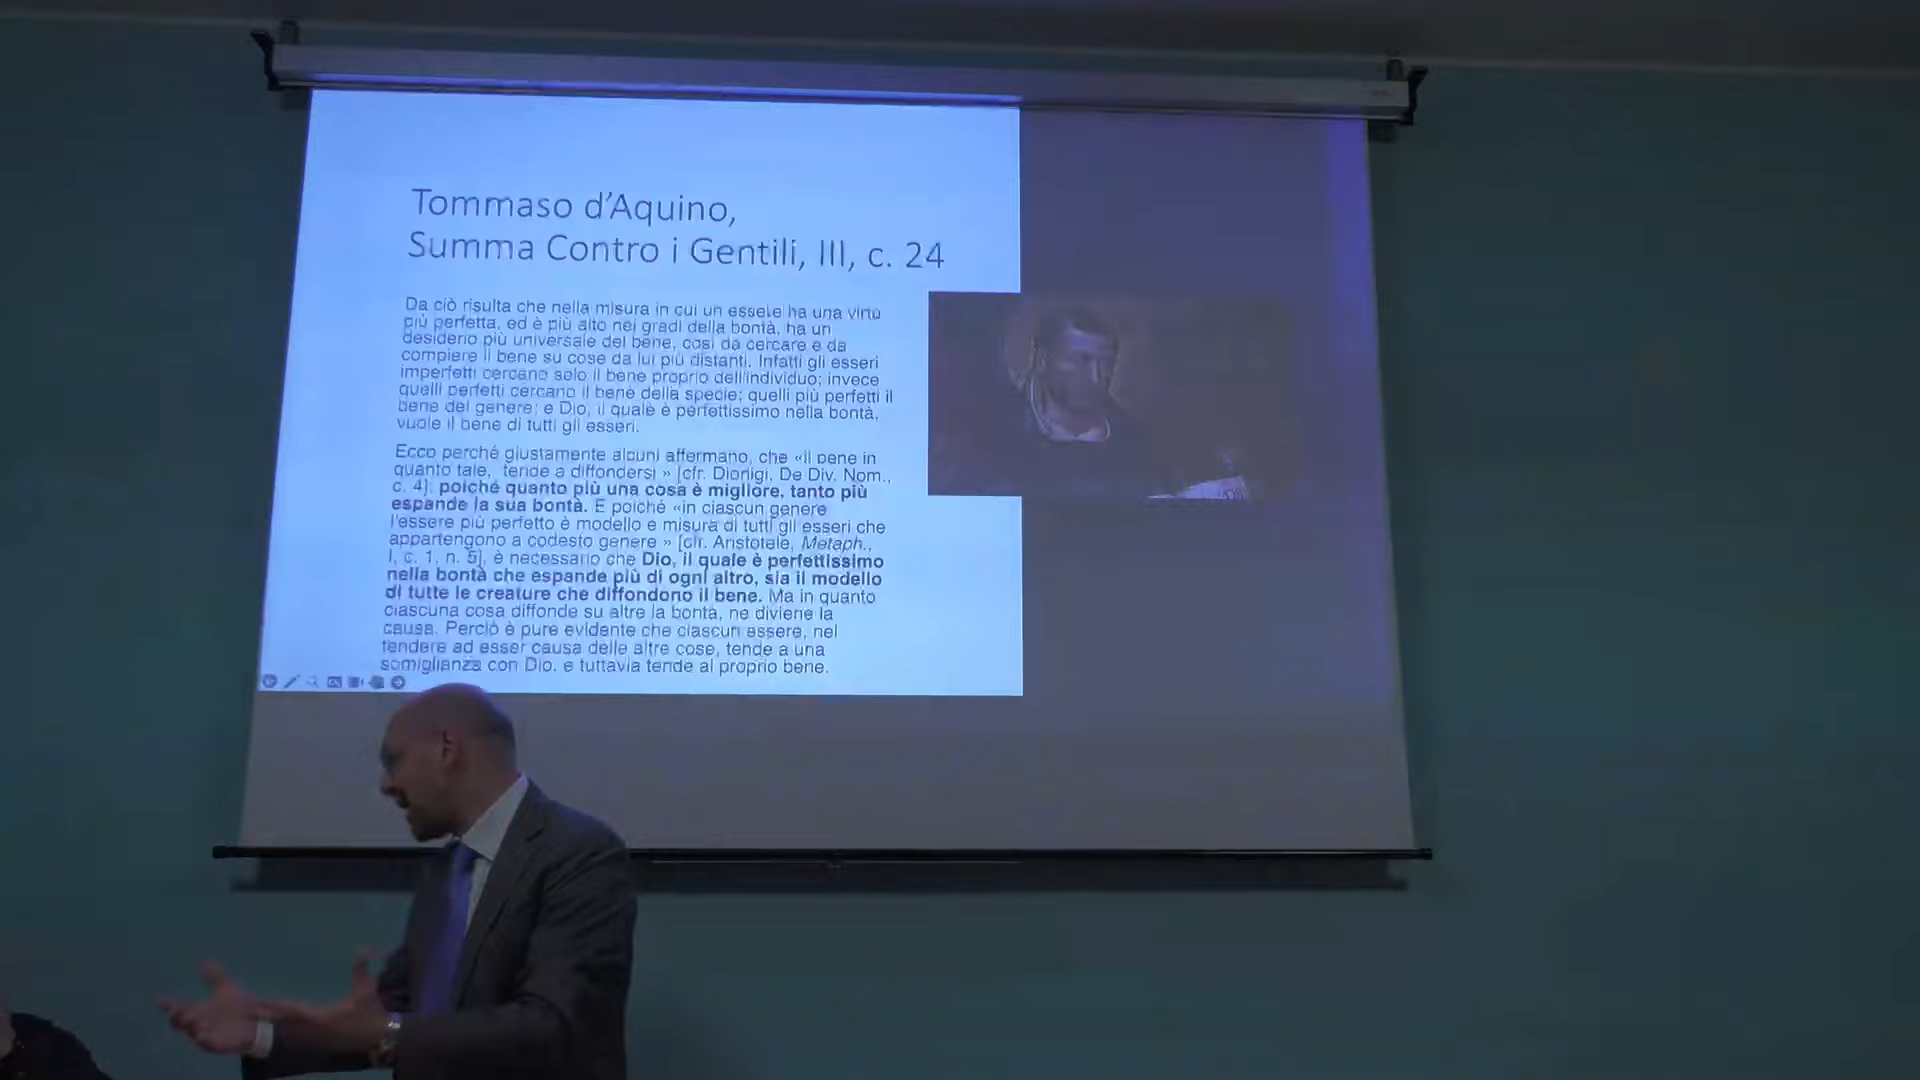 Tommaso d'Aquino,
Summa Contro i Gentili, III, c. 24
Da ciò risulta che nella misura in cui un essere ha una virtù
più perfetta, ed è più alto nei gradi della bontà, ha un
desiderio più universale del bene, così da cercare e da
compiere il bene su cose da lui più distanti. Infatti gli esseri
imperfetti cercano solo il bene proprio dell'individuo; invece
quelli perfetti cercano il bene della specie; quelli più perfetti il
bene del genere; e Dio, il quale è perfettissimo nella bontà,
vuole il bene di tutti gli esseri.
Ecco perché giustamente alcuni affermano, che «il bene in
quanto tale, tende a diffondersi » [cfr. Dionigi, De Div. Nom.,
c. 4]; poiché quanto più una cosa è migliore, tanto più
espande la sua bontà. E poiché «in ciascun genere
l'essere più perfetto è modello e misura di tutti gli esseri che
appartengono a codesto genere » [cfr. Aristotele, Metaph.,
I, c. 1, n. 5], è necessario che Dio, il quale è perfettissimo
nella bontà che espande più di ogni altro, sia il modello
di tutte le creature che diffondono il bene. Ma in quanto
ciascuna cosa diffonde su altre la bontà, ne diviene la
causa. Perciò è pure evidente che ciascun essere, nel
tendere ad esser causa delle altre cose, tende a una
somiglianza con Dio, e tuttavia tende al proprio bene.